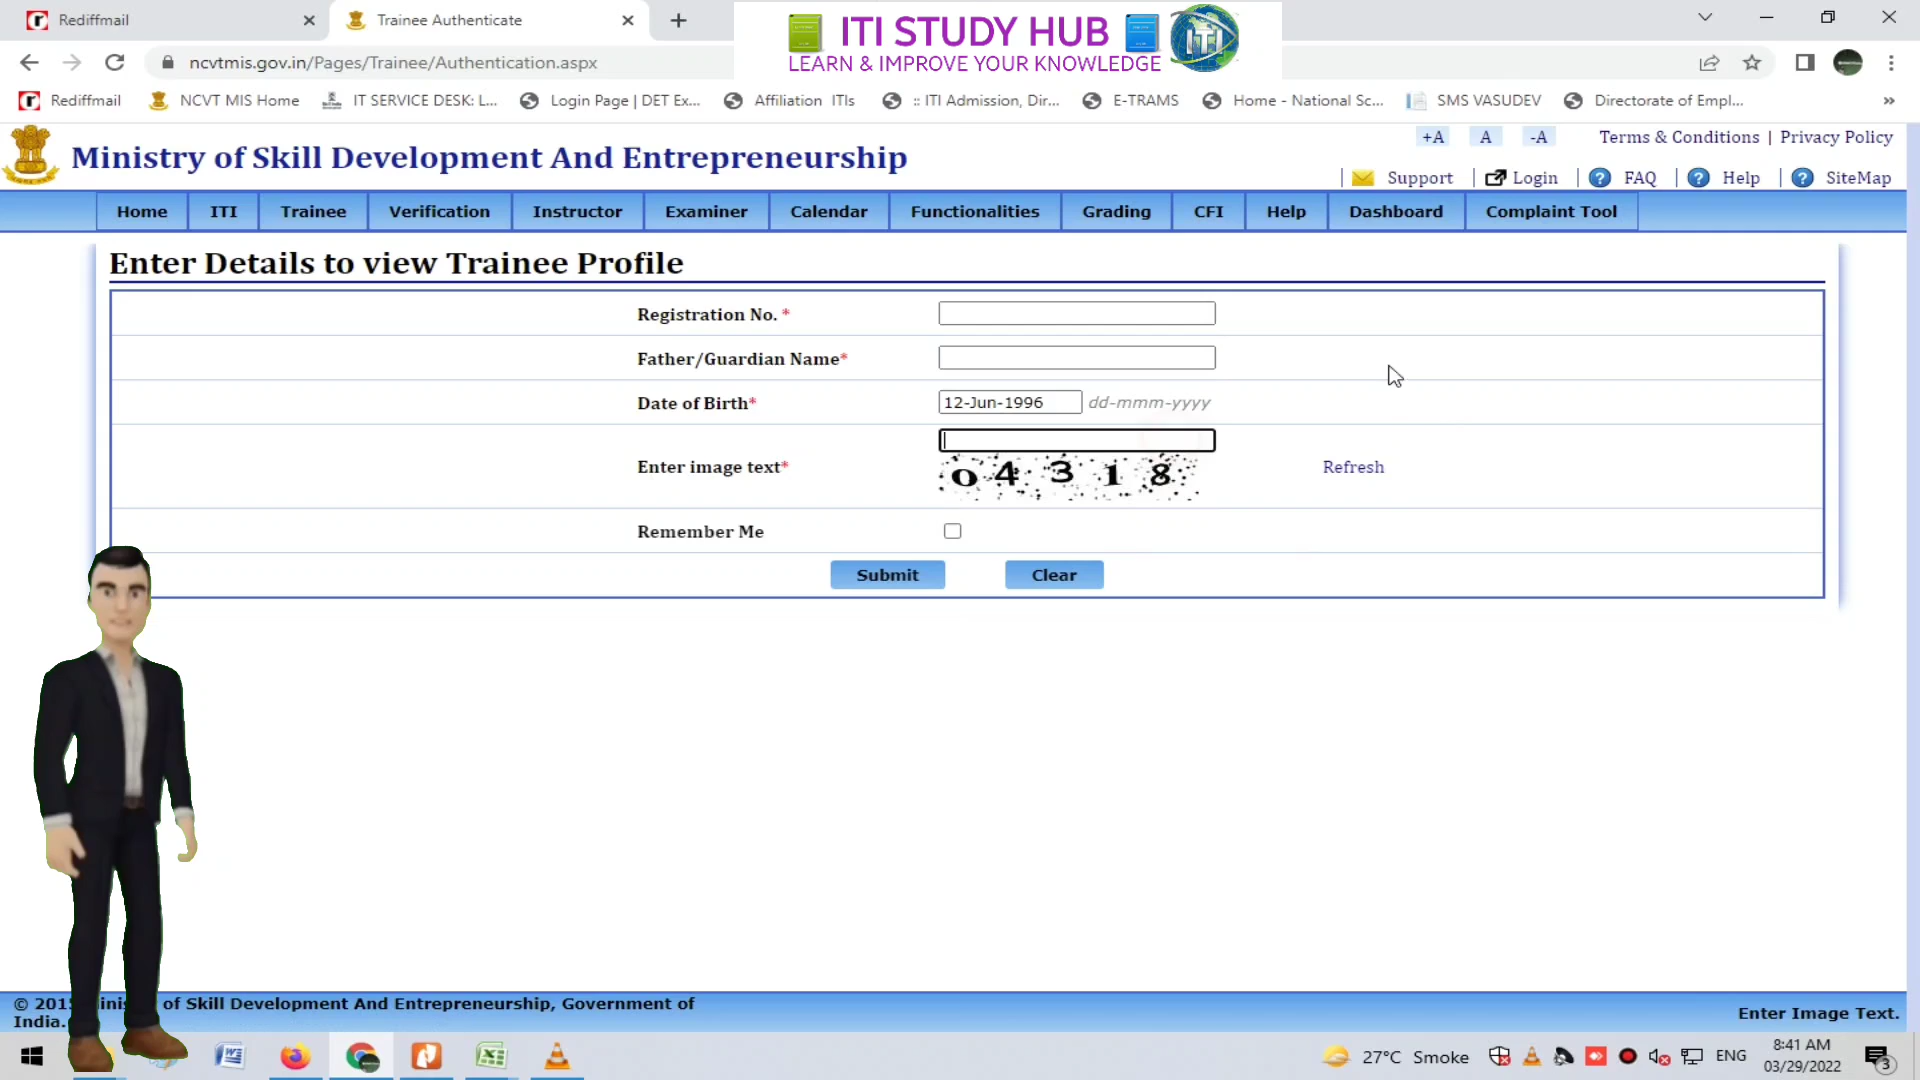 Rediffmail
Trainee Authenticate
ITI STUDY HUB
ITI
LEARN & IMPROVE YOUR KNOWLEDGE
ncvtmis.gov.in/Pages/Trainee/Authentication.aspx
Rediffmail
NCVT MIS Home
IT SERVICE DESK: L...
Login Page | DET Ex...
Affiliation ITIs
:: ITI Admission, Dir...
E-TRAMS
Home - National Sc...
SMS VASUDEV
Directorate of Empl...
»
+A A -A Terms & Conditions | Privacy Policy
Ministry of Skill Development And Entrepreneurship
| Support | Login | FAQ | Help | SiteMap
Home ITI Trainee Verification Instructor Examiner Calendar Functionalities Grading CFI Help Dashboard Complaint Tool
Enter Details to view Trainee Profile
Registration No. *
Father/Guardian Name*
Date of Birth* 12-Jun-1996 dd-mmm-yyyy
Enter image text* Refresh
04318
Remember Me
Submit Clear
of Skill Development And Entrepreneurship, Government of
India.
Enter Image Text.
27°C Smoke ENG
8:41 AM
03/29/2022
3